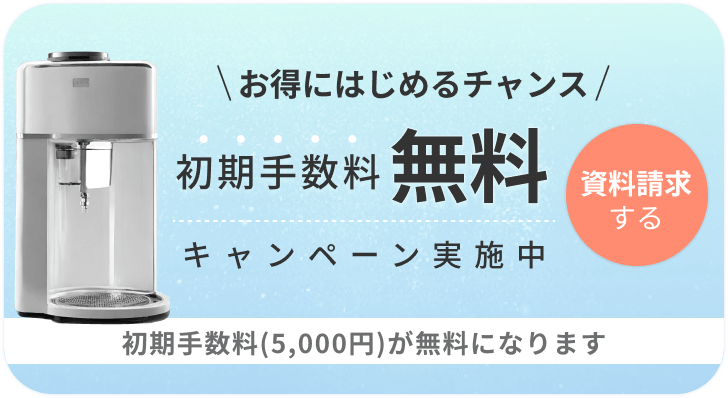 \ お得にはじめるチャンス /
初期手数料 無料
キャンペーン実施中
資料請求
する
初期手数料(5,000円)が無料になります